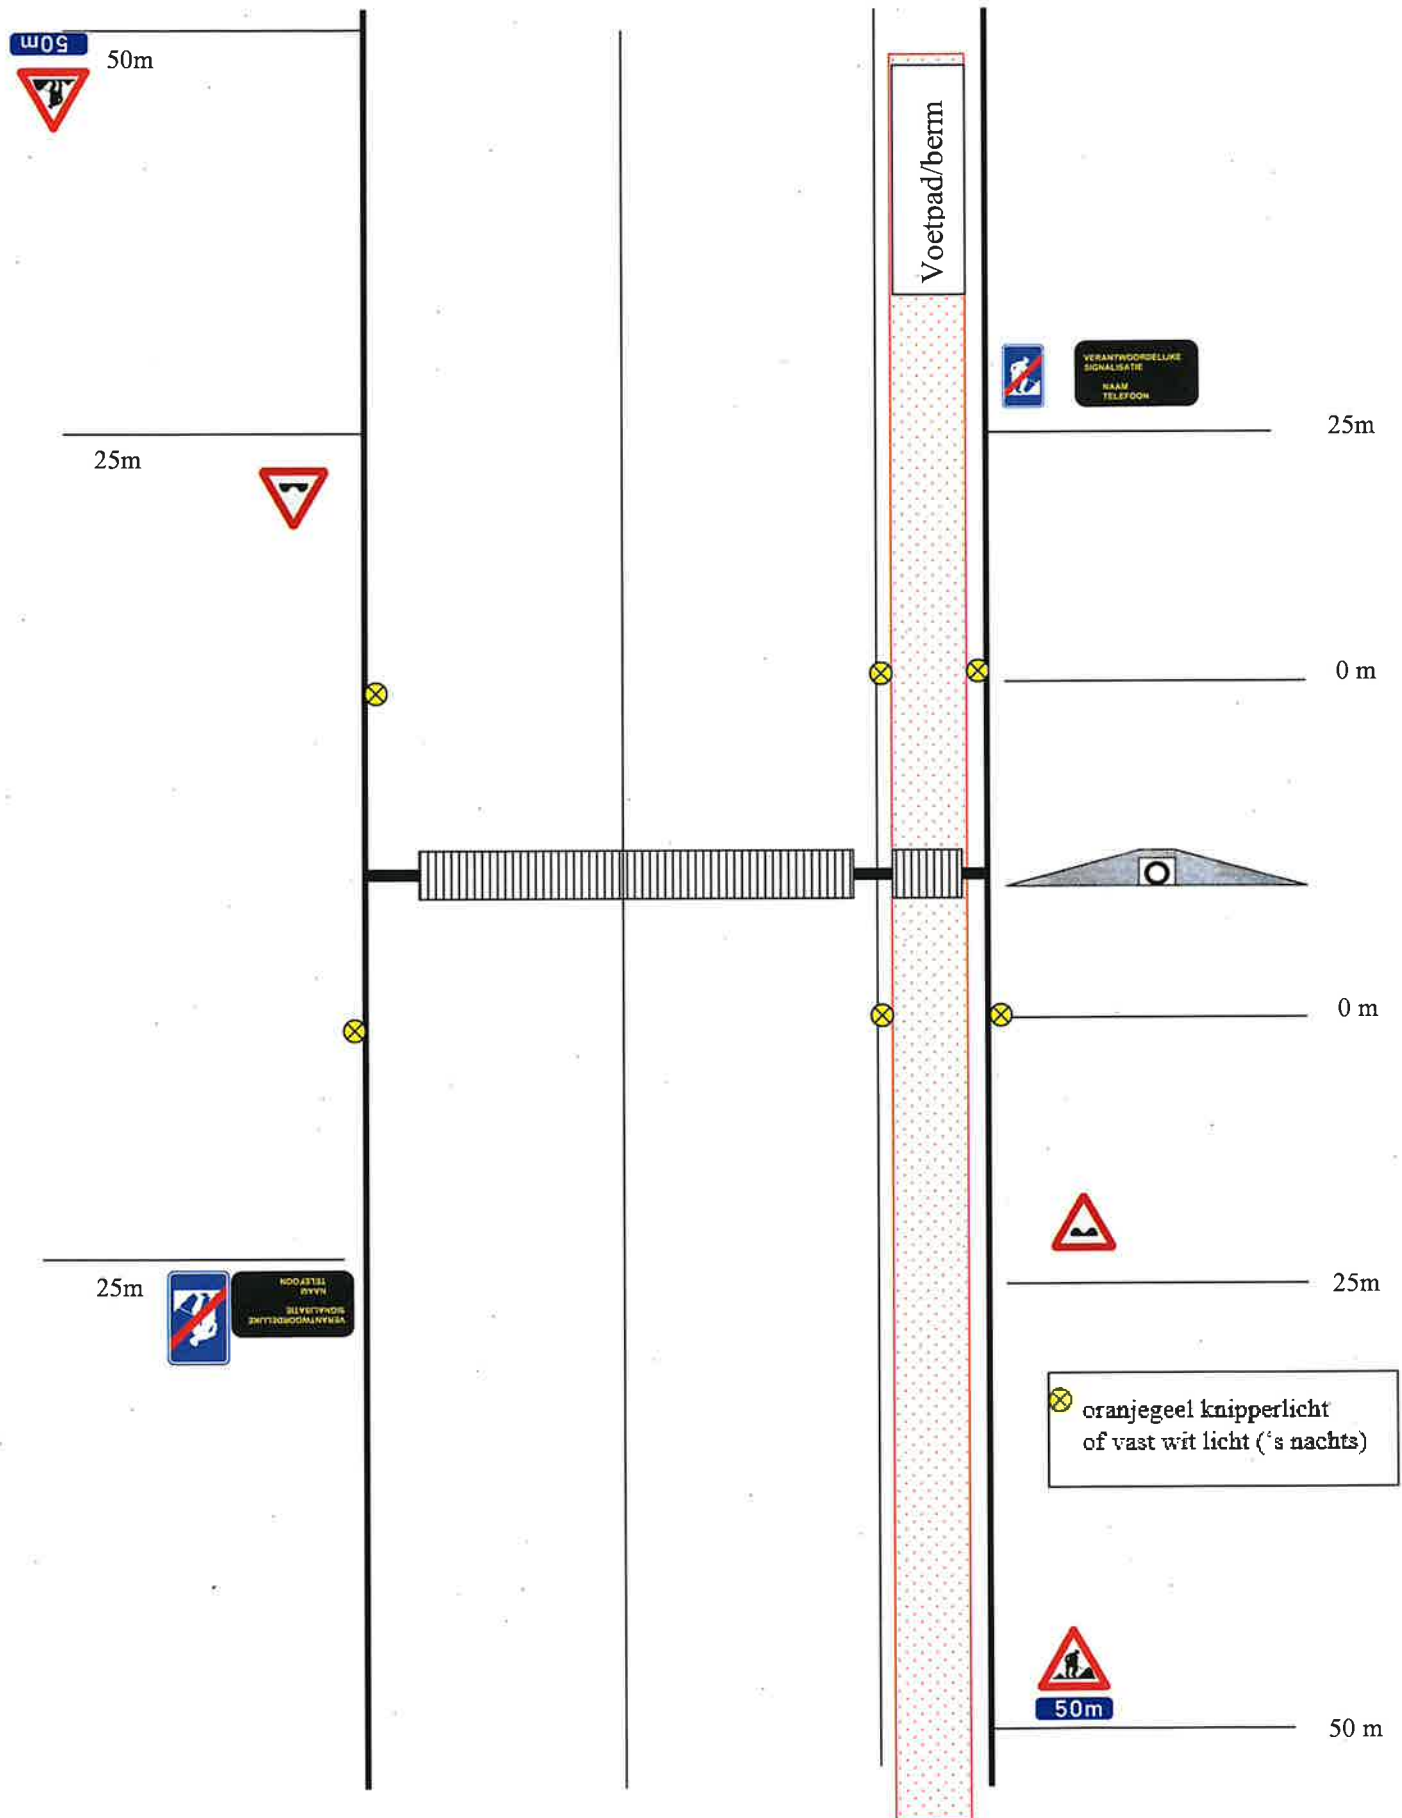 50m
50m
Voetpad/berm
VERANTWOORDELIJKE
SIGNALISATIE
NAAM
TELEFOON
25m
25m
0 m
0 m
25m
25m
VERANTWOORDELIJKE
SIGNALISATIE
NAAM
TELEFOON
oranjegeel knipperlicht
of vast wit licht (‘s nachts)
50m
50 m